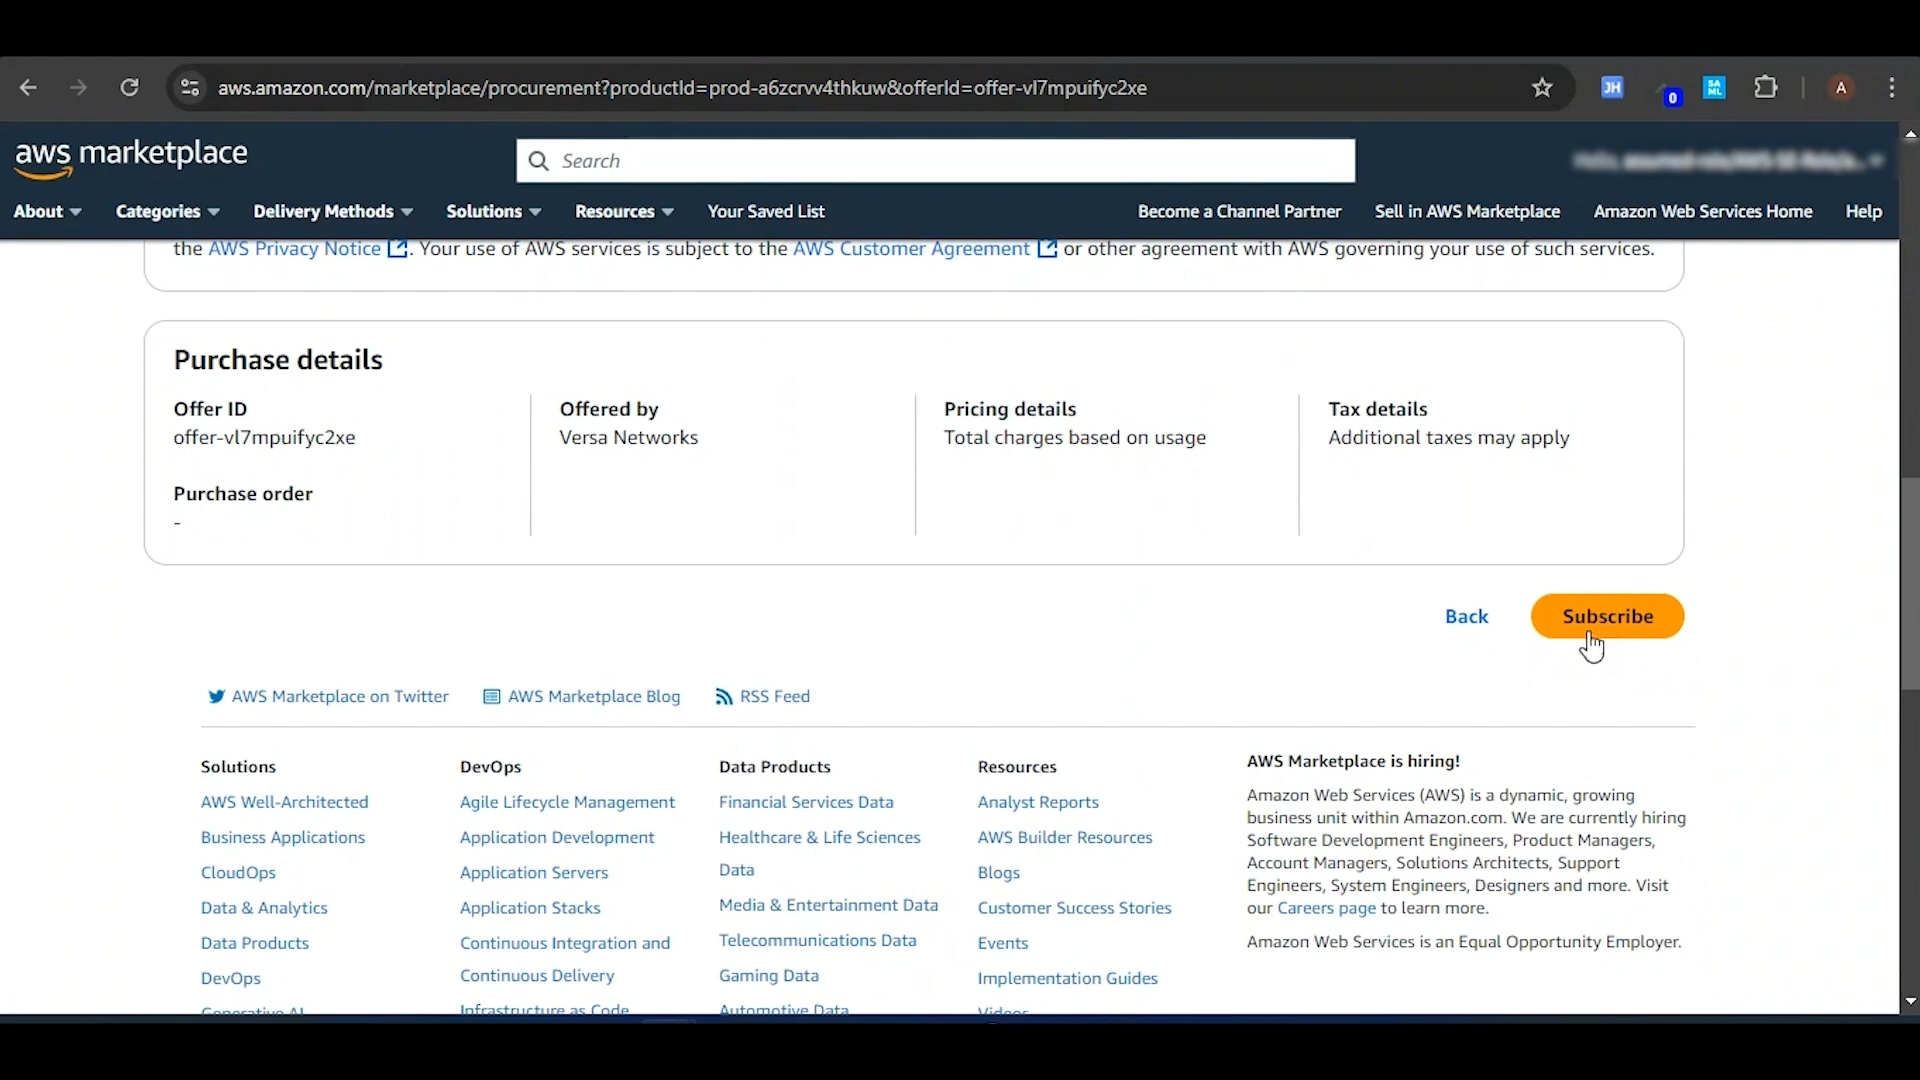 aws.amazon.com/marketplace/procurement?productId=prod-a6zcrvv4thkuw&offerId=offer-vl7mpuifyc2xe
JH
0
SA
ML
A
aws marketplace
Search
About
Categories
Delivery Methods
Solutions
Resources
Your Saved List
Become a Channel Partner
Sell in AWS Marketplace
Amazon Web Services Home
Help
the AWS Privacy Notice. Your use of AWS services is subject to the AWS Customer Agreement or other agreement with AWS governing your use of such services.
Purchase details
Offer ID
offer-vl7mpuifyc2xe
Purchase order
-
Offered by
Versa Networks
Pricing details
Total charges based on usage
Tax details
Additional taxes may apply
Back
Subscribe
AWS Marketplace on Twitter
AWS Marketplace Blog
RSS Feed
Solutions
AWS Well-Architected
Business Applications
CloudOps
Data & Analytics
Data Products
DevOps
Generative AI
DevOps
Agile Lifecycle Management
Application Development
Application Servers
Application Stacks
Continuous Integration and
Continuous Delivery
Infrastructure as Code
Data Products
Financial Services Data
Healthcare & Life Sciences
Data
Media & Entertainment Data
Telecommunications Data
Gaming Data
Automotive Data
Resources
Analyst Reports
AWS Builder Resources
Blogs
Customer Success Stories
Events
Implementation Guides
Videos
AWS Marketplace is hiring!
Amazon Web Services (AWS) is a dynamic, growing
business unit within Amazon.com. We are currently hiring
Software Development Engineers, Product Managers,
Account Managers, Solutions Architects, Support
Engineers, System Engineers, Designers and more. Visit
our Careers page to learn more.
Amazon Web Services is an Equal Opportunity Employer.